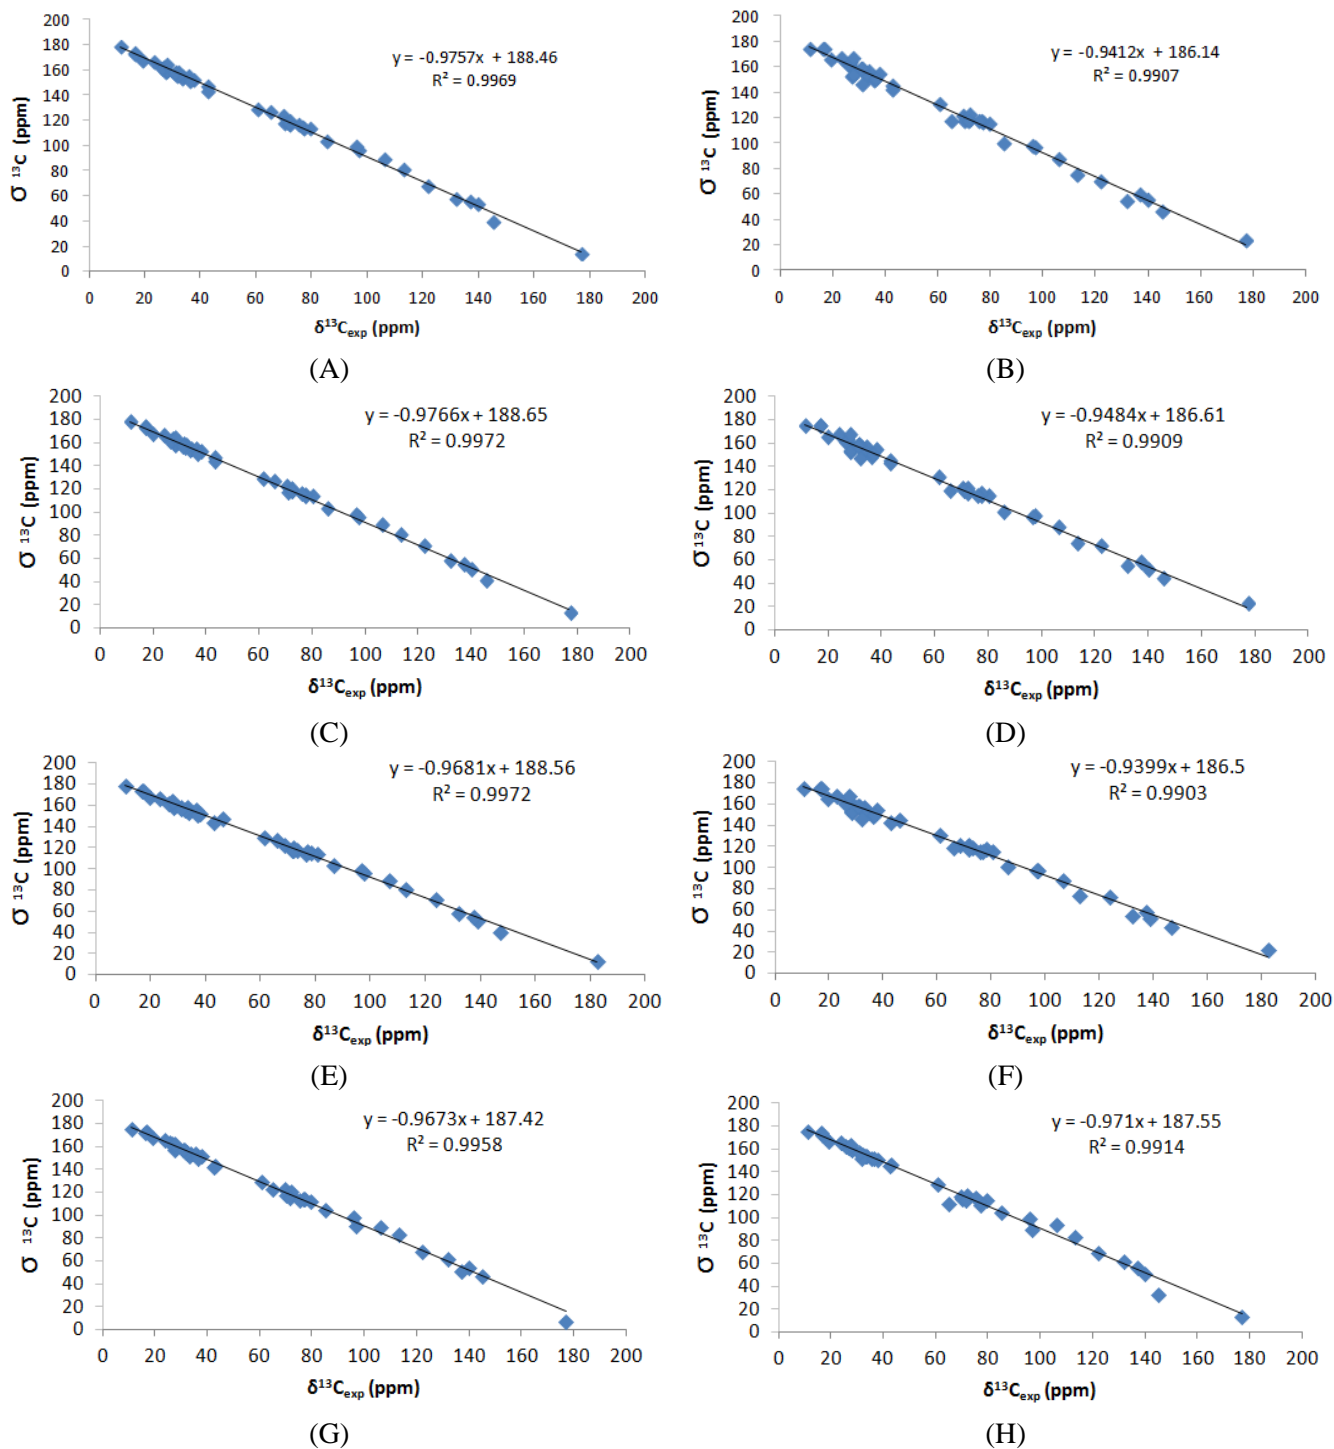 y = -0.9757x + 188.46
R² = 0.9969
σ ¹³C (ppm)
200
180
160
140
120
100
80
60
40
20
0
0 20 40 60 80 100 120 140 160 180 200
δ¹³Cexp (ppm)
(A)
y = -0.9412x + 186.14
R² = 0.9907
σ ¹³C (ppm)
200
180
160
140
120
100
80
60
40
20
0
0 20 40 60 80 100 120 140 160 180 200
δ¹³Cexp (ppm)
(B)
y = -0.9766x + 188.65
R² = 0.9972
σ ¹³C (ppm)
200
180
160
140
120
100
80
60
40
20
0
0 20 40 60 80 100 120 140 160 180 200
δ¹³Cexp (ppm)
(C)
y = -0.9484x + 186.61
R² = 0.9909
σ ¹³C (ppm)
200
180
160
140
120
100
80
60
40
20
0
0 20 40 60 80 100 120 140 160 180 200
δ¹³Cexp (ppm)
(D)
y = -0.9681x + 188.56
R² = 0.9972
σ ¹³C (ppm)
200
180
160
140
120
100
80
60
40
20
0
0 20 40 60 80 100 120 140 160 180 200
δ¹³Cexp (ppm)
(E)
y = -0.9399x + 186.5
R² = 0.9903
σ ¹³C (ppm)
200
180
160
140
120
100
80
60
40
20
0
0 20 40 60 80 100 120 140 160 180 200
δ¹³Cexp (ppm)
(F)
y = -0.9673x + 187.42
R² = 0.9958
σ ¹³C (ppm)
200
180
160
140
120
100
80
60
40
20
0
0 20 40 60 80 100 120 140 160 180 200
δ¹³Cexp (ppm)
(G)
y = -0.971x + 187.55
R² = 0.9914
σ ¹³C (ppm)
200
180
160
140
120
100
80
60
40
20
0
0 20 40 60 80 100 120 140 160 180 200
δ¹³Cexp (ppm)
(H)